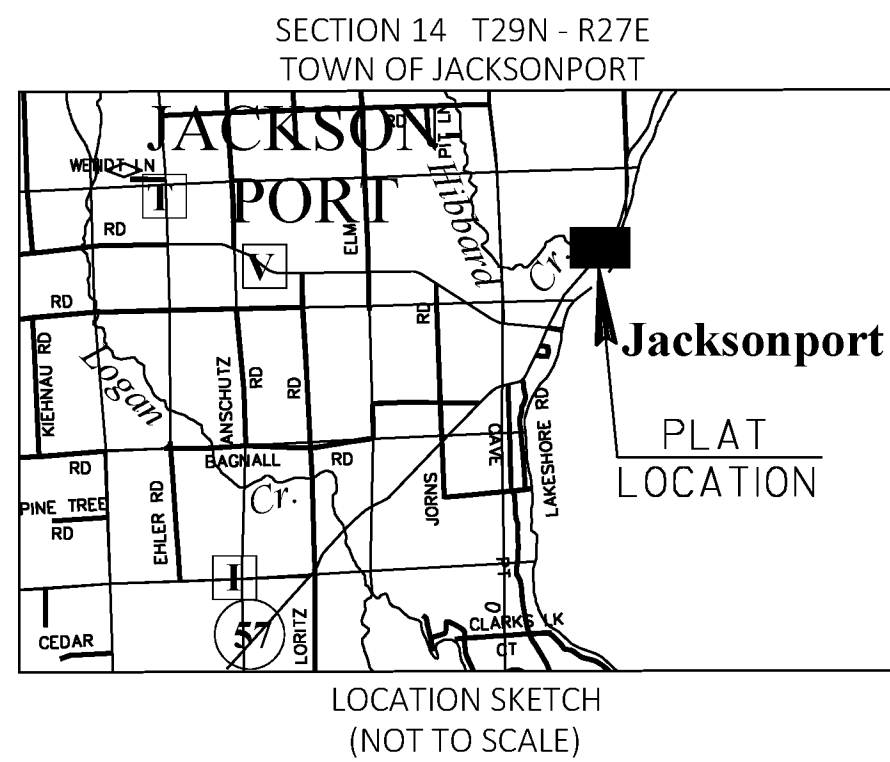 SECTION 14 T29N - R27E
TOWN OF JACKSONPORT
JACKSON
PORT
RD
PIT LN
WENDT LN
T
Hibbard
Cr.
RD
ELM
V
RD
RD
Jacksonport
KIEHNAU RD
Logan
ANSCHUTZ
RD
RD
PLAT
LOCATION
CAVE
LAKESHORE RD
BAGNALL
RD
RD
Cr.
JORNS
PINE TREE
RD
EHLER RD
I
PT
O
57
CEDAR
LORITZ
CLARKS LK
CT
LOCATION SKETCH
(NOT TO SCALE)